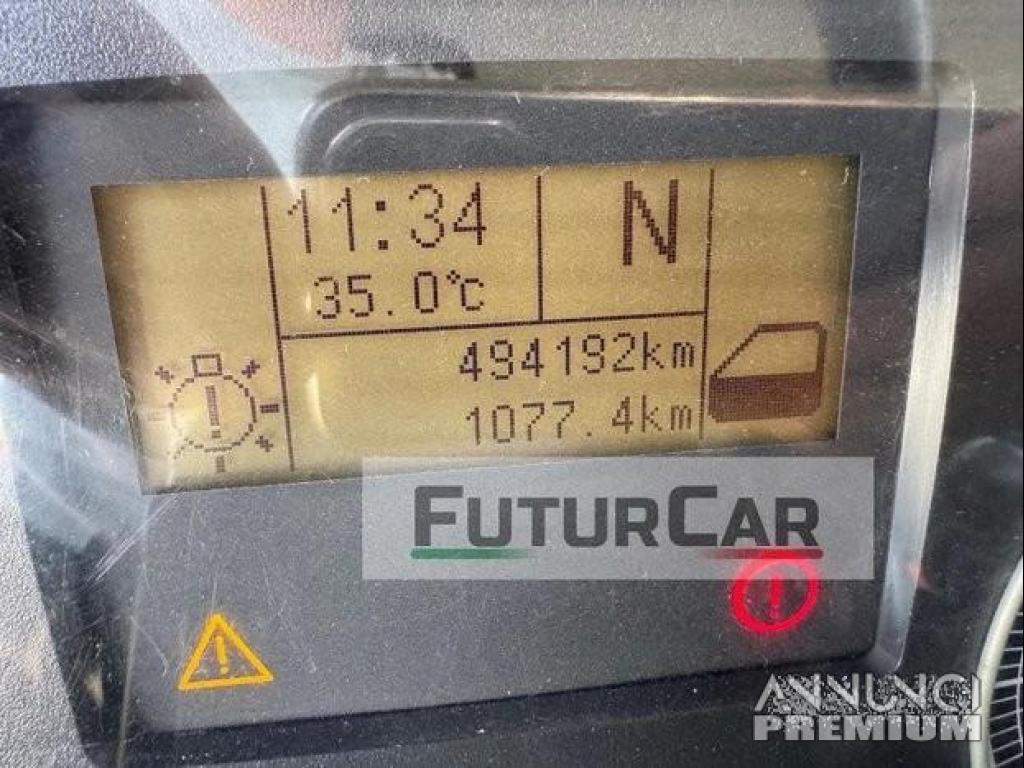 11:34
N
35.0°C
494192km
1077.4km
FUTURCAR
ANNUNCI
PREMIUM